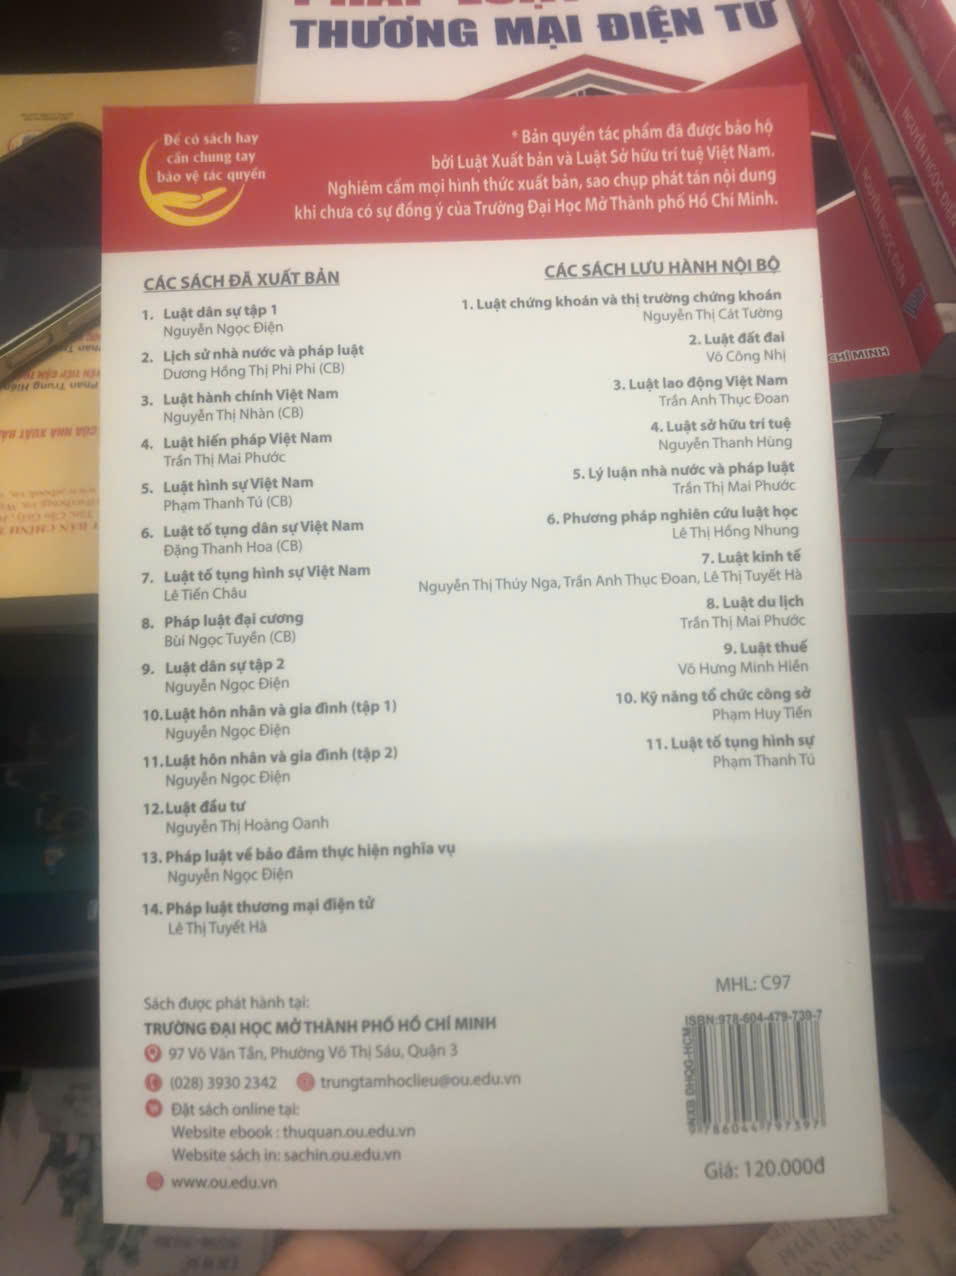 THƯƠNG MẠI ĐIỆN TỬ
Để có sách hay
cần chung tay
bảo vệ tác quyền
* Bản quyền tác phẩm đã được bảo hộ
bởi Luật Xuất bản và Luật Sở hữu trí tuệ Việt Nam.
Nghiêm cấm mọi hình thức xuất bản, sao chụp phát tán nội dung
khi chưa có sự đồng ý của Trường Đại Học Mở Thành phố Hồ Chí Minh.
CÁC SÁCH ĐÃ XUẤT BẢN
1. Luật dân sự tập 1
Nguyễn Ngọc Điện
2. Lịch sử nhà nước và pháp luật
Dương Hồng Thị Phi Phi (CB)
3. Luật hành chính Việt Nam
Nguyễn Thị Nhàn (CB)
4. Luật hiến pháp Việt Nam
Trần Thị Mai Phước
5. Luật hình sự Việt Nam
Phạm Thanh Tú (CB)
6. Luật tố tụng dân sự Việt Nam
Đặng Thanh Hoa (CB)
7. Luật tố tụng hình sự Việt Nam
Lê Tiến Châu
8. Pháp luật đại cương
Bùi Ngọc Tuyền (CB)
9. Luật dân sự tập 2
Nguyễn Ngọc Điện
10. Luật hôn nhân và gia đình (tập 1)
Nguyễn Ngọc Điện
11. Luật hôn nhân và gia đình (tập 2)
Nguyễn Ngọc Điện
12. Luật đầu tư
Nguyễn Thị Hoàng Oanh
13. Pháp luật về bảo đảm thực hiện nghĩa vụ
Nguyễn Ngọc Điện
14. Pháp luật thương mại điện tử
Lê Thị Tuyết Hà
CÁC SÁCH LƯU HÀNH NỘI BỘ
1. Luật chứng khoán và thị trường chứng khoán
Nguyễn Thị Cát Tường
2. Luật đất đai
Võ Công Nhị
3. Luật lao động Việt Nam
Trần Anh Thục Đoan
4. Luật sở hữu trí tuệ
Nguyễn Thanh Hùng
5. Lý luận nhà nước và pháp luật
Trần Thị Mai Phước
6. Phương pháp nghiên cứu luật học
Lê Thị Hồng Nhung
7. Luật kinh tế
Nguyễn Thị Thúy Nga, Trần Anh Thục Đoan, Lê Thị Tuyết Hà
8. Luật du lịch
Trần Thị Mai Phước
9. Luật thuế
Võ Hưng Minh Hiền
10. Kỹ năng tổ chức công sở
Phạm Huy Tiến
11. Luật tố tụng hình sự
Phạm Thanh Tú
Sách được phát hành tại:
TRƯỜNG ĐẠI HỌC MỞ THÀNH PHỐ HỒ CHÍ MINH
97 Võ Văn Tần, Phường Võ Thị Sáu, Quận 3
(028) 3930 2342 trungtamhoclieu@ou.edu.vn
Đặt sách online tại:
Website ebook : thuquan.ou.edu.vn
Website sách in: sachin.ou.edu.vn
www.ou.edu.vn
MHL: C97
ISBN:978-604-479-739-7
NXB ĐHQG-HCM
9 786044 797397
Giá: 120.000đ
NGUYỄN NGỌC ĐIỆN
NGUYỄN NGỌC ĐIỆN
CHÍ MINH